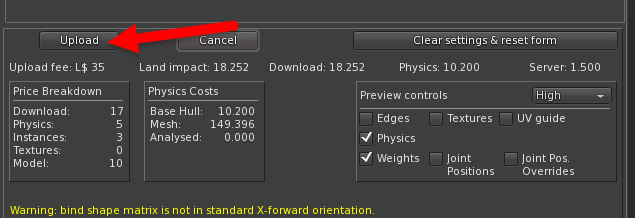 Upload Cancel Clear settings & reset form
Upload fee: L$ 35 Land impact: 18.252 Download: 18.252 Physics: 10.200 Server: 1.500
Price Breakdown
Download: 17
Physics: 5
Instances: 3
Textures: 0
Model: 10
Physics Costs
Base Hull: 10.200
Mesh: 149.396
Analysed: 0.000
Preview controls High
Edges Textures UV guide
Physics
Weights Joint Positions Joint Pos. Overrides
Warning: bind shape matrix is not in standard X-forward orientation.